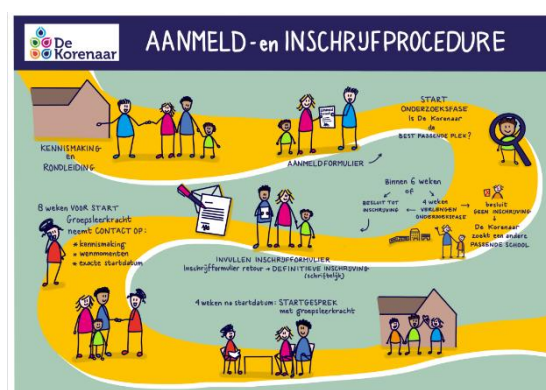 De
Korenaar
AANMELD- en INSCHRIJFPROCEDURE
KENNISMAKING
en
RONDLEIDING
AANMELDFORMULIER
START
ONDERZOEKSFASE
Is De Korenaar
de
BEST PASSENDE PLEK?
Binnen 6 weken
of
BESLUIT TOT
INSCHRIJVING
4 weken
VERLENGEN
ONDERZOEKSFASE
besluit
GEEN INSCHRIJVING
De Korenaar
zoekt een andere
PASSENDE SCHOOL
INVULLEN INSCHRIJFFORMULIER
Inschrijfformulier retour → DEFINITIEVE INSCHRIJVING
(schriftelijk)
8 weken VOOR START
Groepsleerkracht
neemt CONTACT OP:
* kennismaking
* wenmomenten
* exacte startdatum
4 weken na startdatum: STARTGESPREK
met groepsleerkracht